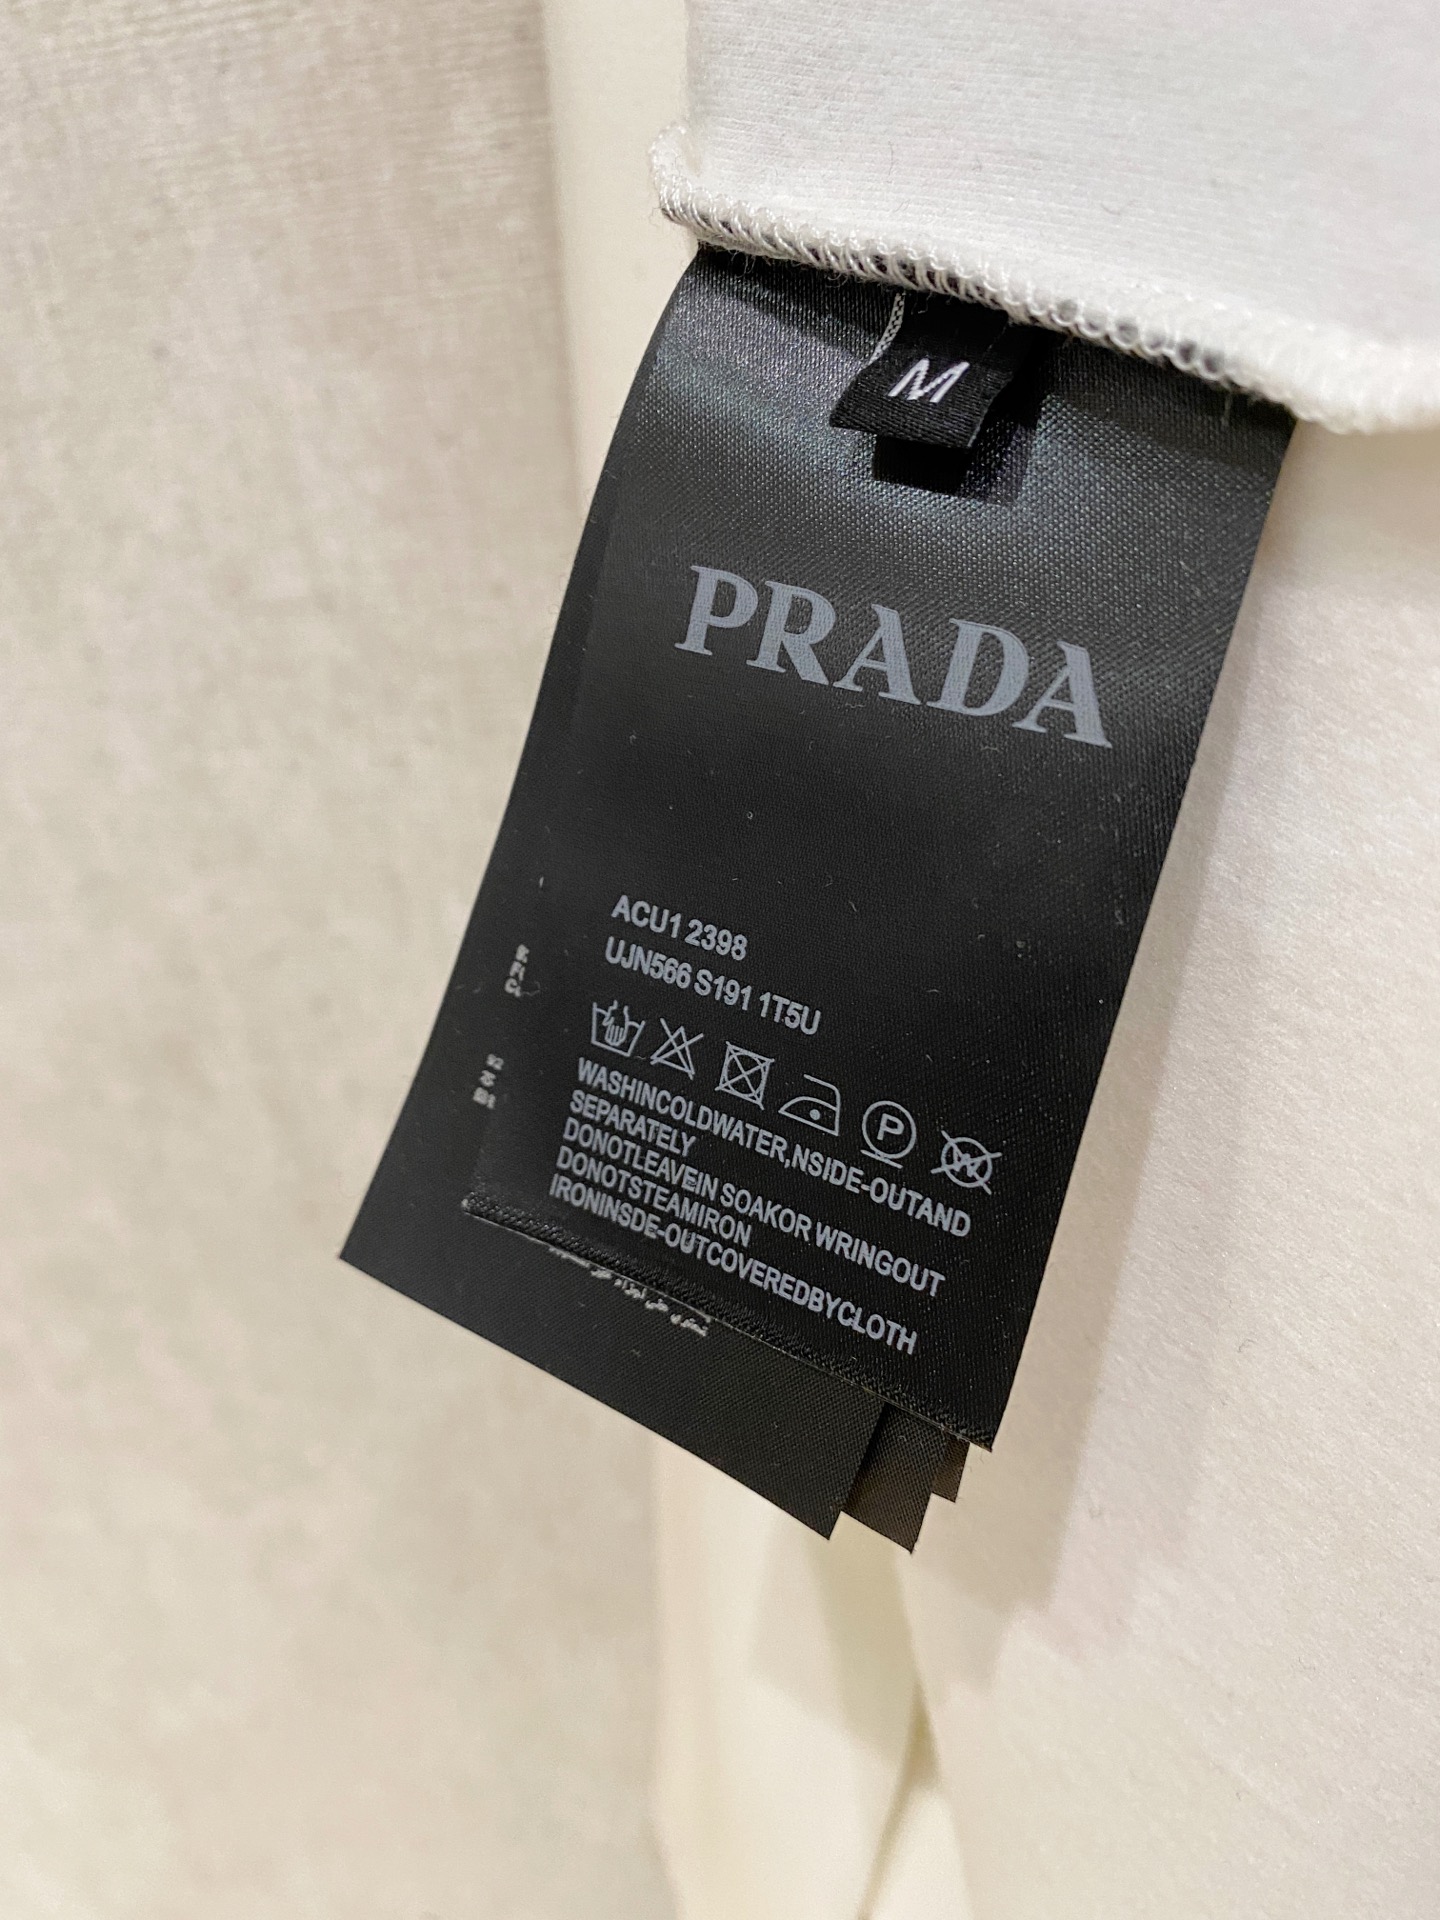 M
PRADA
ACU1 2398
UJN566 S191 1T5U
P
W
WASHINCOLDWATER,NSIDE-OUTAND
SEPARATELY
DONOTLEAVEIN SOAKOR WRINGOUT
DONOTSTEAMIRON
IRONINSDE-OUTCOVEREDBYCLOTH